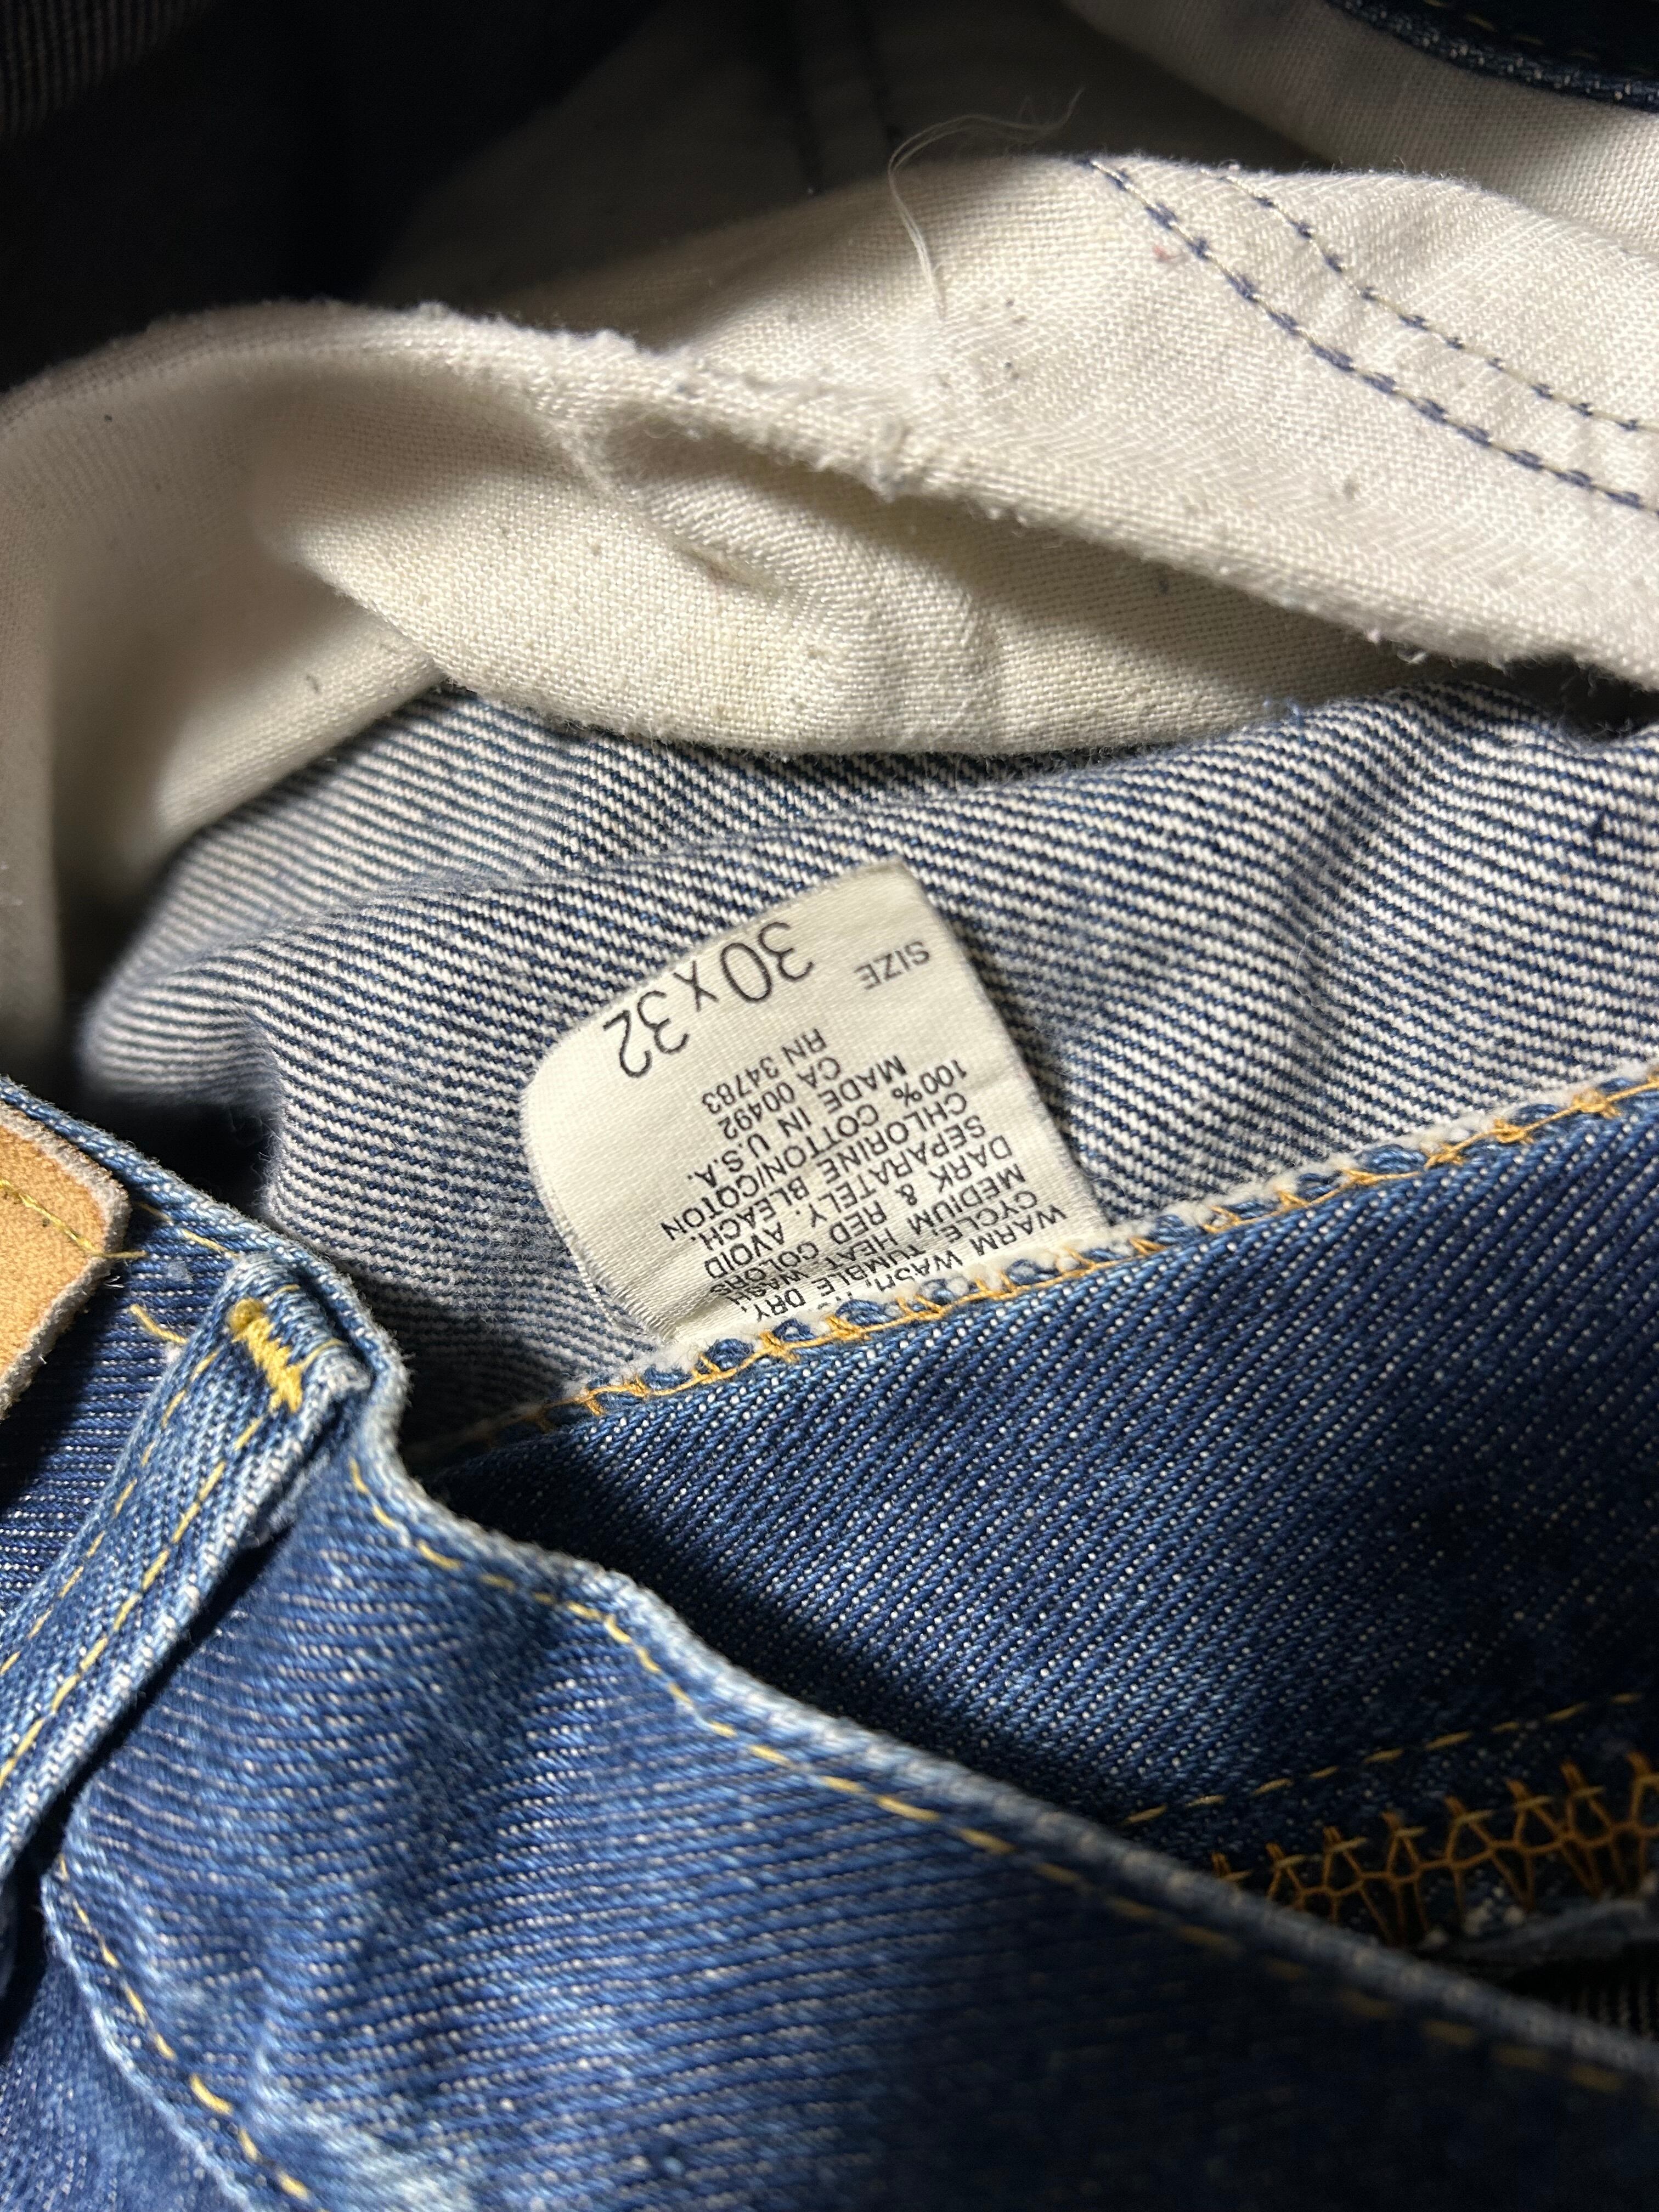 WARM WASH,
CYCLE, TUMBLE DRY,
MEDIUM HEAT WASH
DARK & RED COLORS
SEPARATELY. AVOID
CHLORINE BLEACH.
100% COTTON/COTON
MADE IN U.S.A.
CA 00492
RN 34783
SIZE 30 x 32